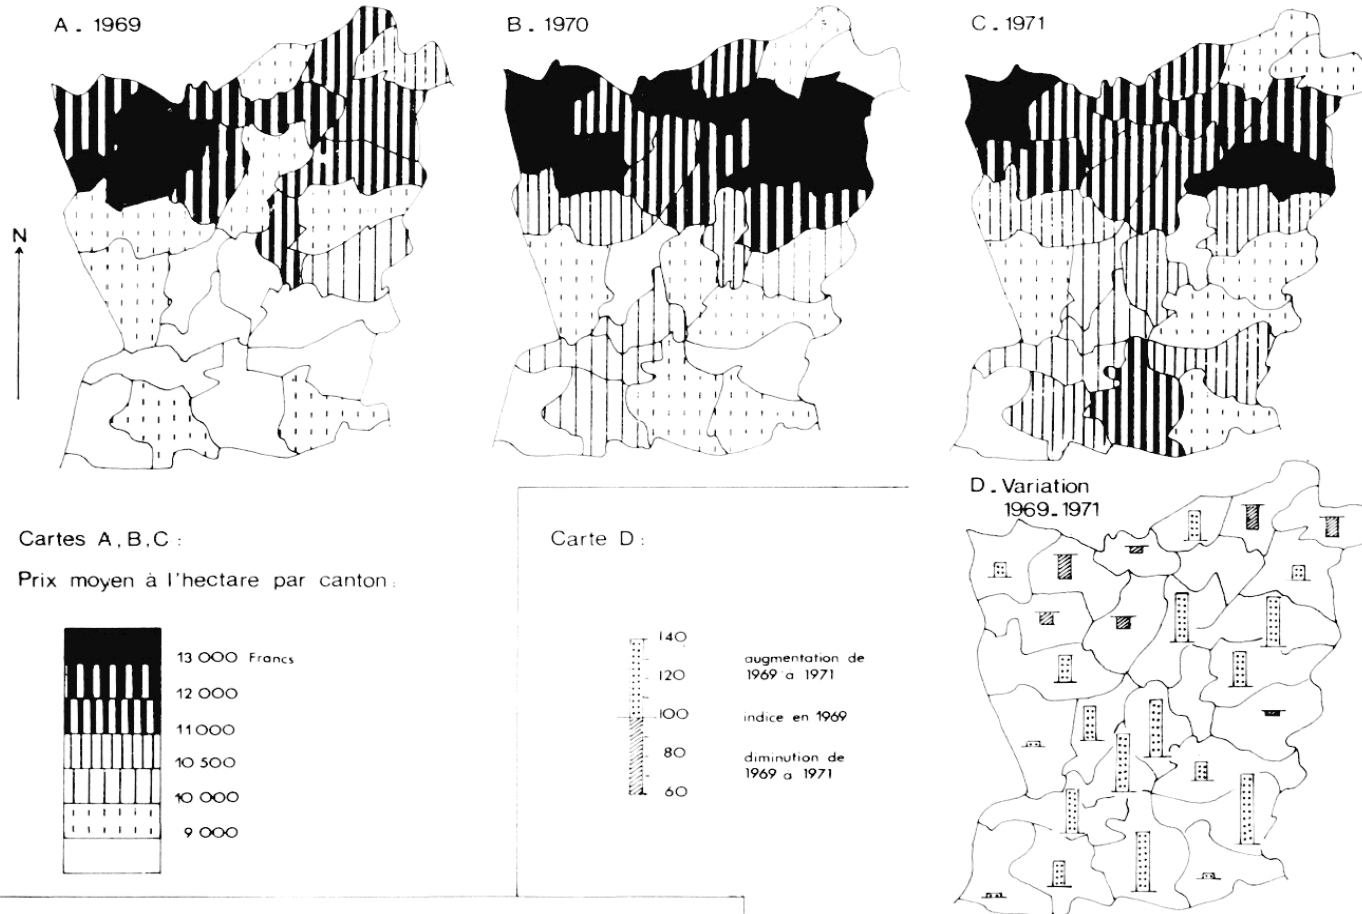 A. 1969
B. 1970
C. 1971
N
D. Variation
1969-1971
Cartes A, B, C :
Prix moyen à l'hectare par canton :
13 000 Francs
12 000
11 000
10 500
10 000
9 000
Carte D :
140
120
100
80
60
augmentation de
1969 a 1971
indice en 1969
diminution de
1969 a 1971